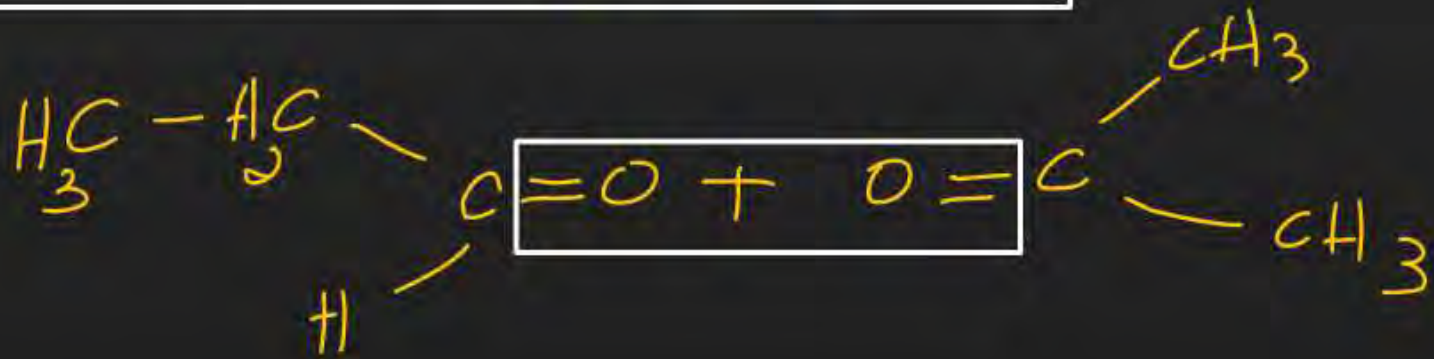 CH3
H3C - H2C
C = O + O = C
CH3
H